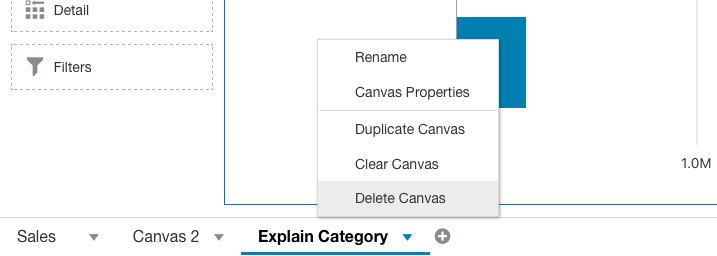 Detail
Filters
Rename
Canvas Properties
Duplicate Canvas
Clear Canvas
Delete Canvas
1.0M
Sales
Canvas 2
Explain Category